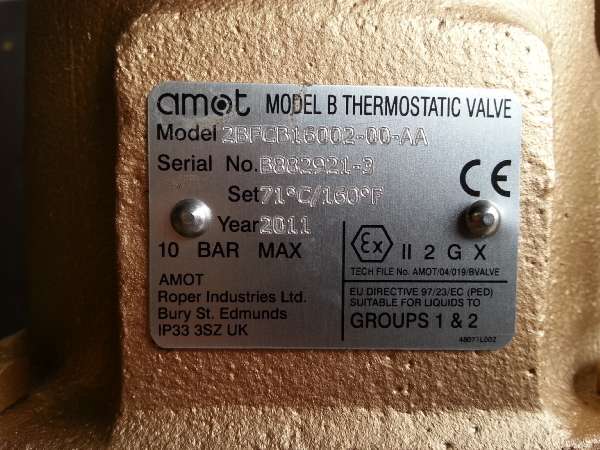 amot MODEL B THERMOSTATIC VALVE
Model 2BFCB16002-00-AA
Serial No. B882921-3
Set 71°C/160°F
Year 2011
CE
10 BAR MAX
AMOT
Roper Industries Ltd.
Bury St. Edmunds
IP33 3SZ UK
Ex II 2 G X
TECH FILE No. AMOT/04/019/BVALVE
EU DIRECTIVE 97/23/EC (PED)
SUITABLE FOR LIQUIDS TO
GROUPS 1 & 2
48071L002